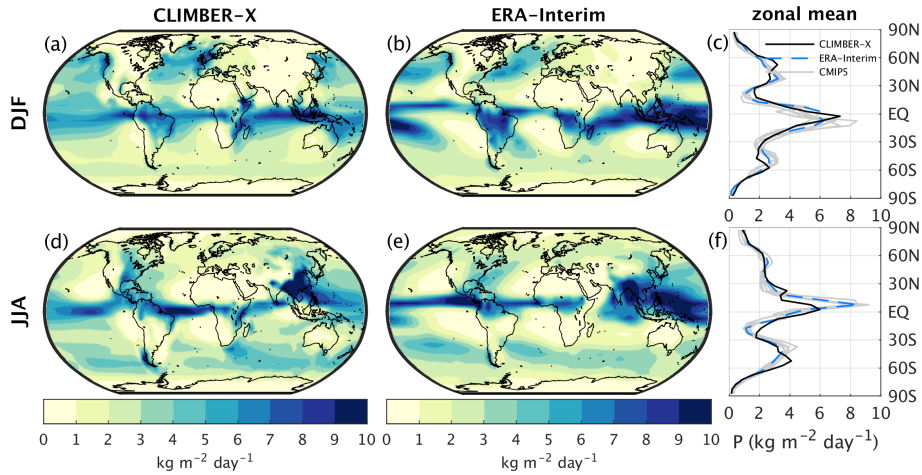 CLIMBER-X
ERA-Interim
zonal mean
DJF
(a)
(b)
(c)
CLIMBER-X
ERA-Interim
CMIP5
90N
60N
30N
EQ
30S
60S
90S
0 2 4 6 8 10
JJA
(d)
(e)
(f)
90N
60N
30N
EQ
30S
60S
90S
0 2 4 6 8 10
P (kg m⁻² day⁻¹)
0 1 2 3 4 5 6 7 8 9 10
kg m⁻² day⁻¹
0 1 2 3 4 5 6 7 8 9 10
kg m⁻² day⁻¹